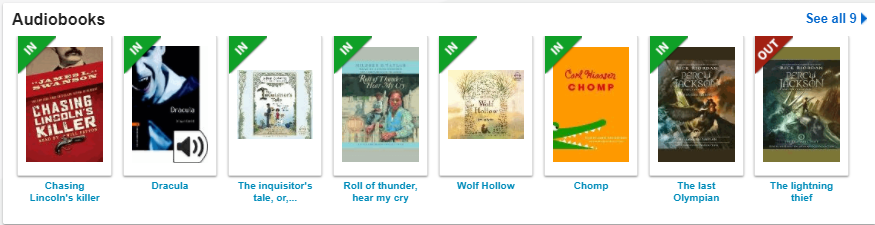 Audiobooks
See all 9
IN
JAMES L.
SWANSON
CHASING
LINCOLN'S
KILLER
IN
Dracula
IN
Inquisitor's
Tale
IN
Roll of Thunder,
Hear My Cry
IN
Wolf
Hollow
IN
Carl Hiaasen
CHOMP
IN
RICK RIORDAN
PERCY
JACKSON
OUT
RICK RIORDAN
PERCY
JACKSON
Chasing
Lincoln's killer
Dracula
The inquisitor's
tale, or,...
Roll of thunder,
hear my cry
Wolf Hollow
Chomp
The last
Olympian
The lightning
thief